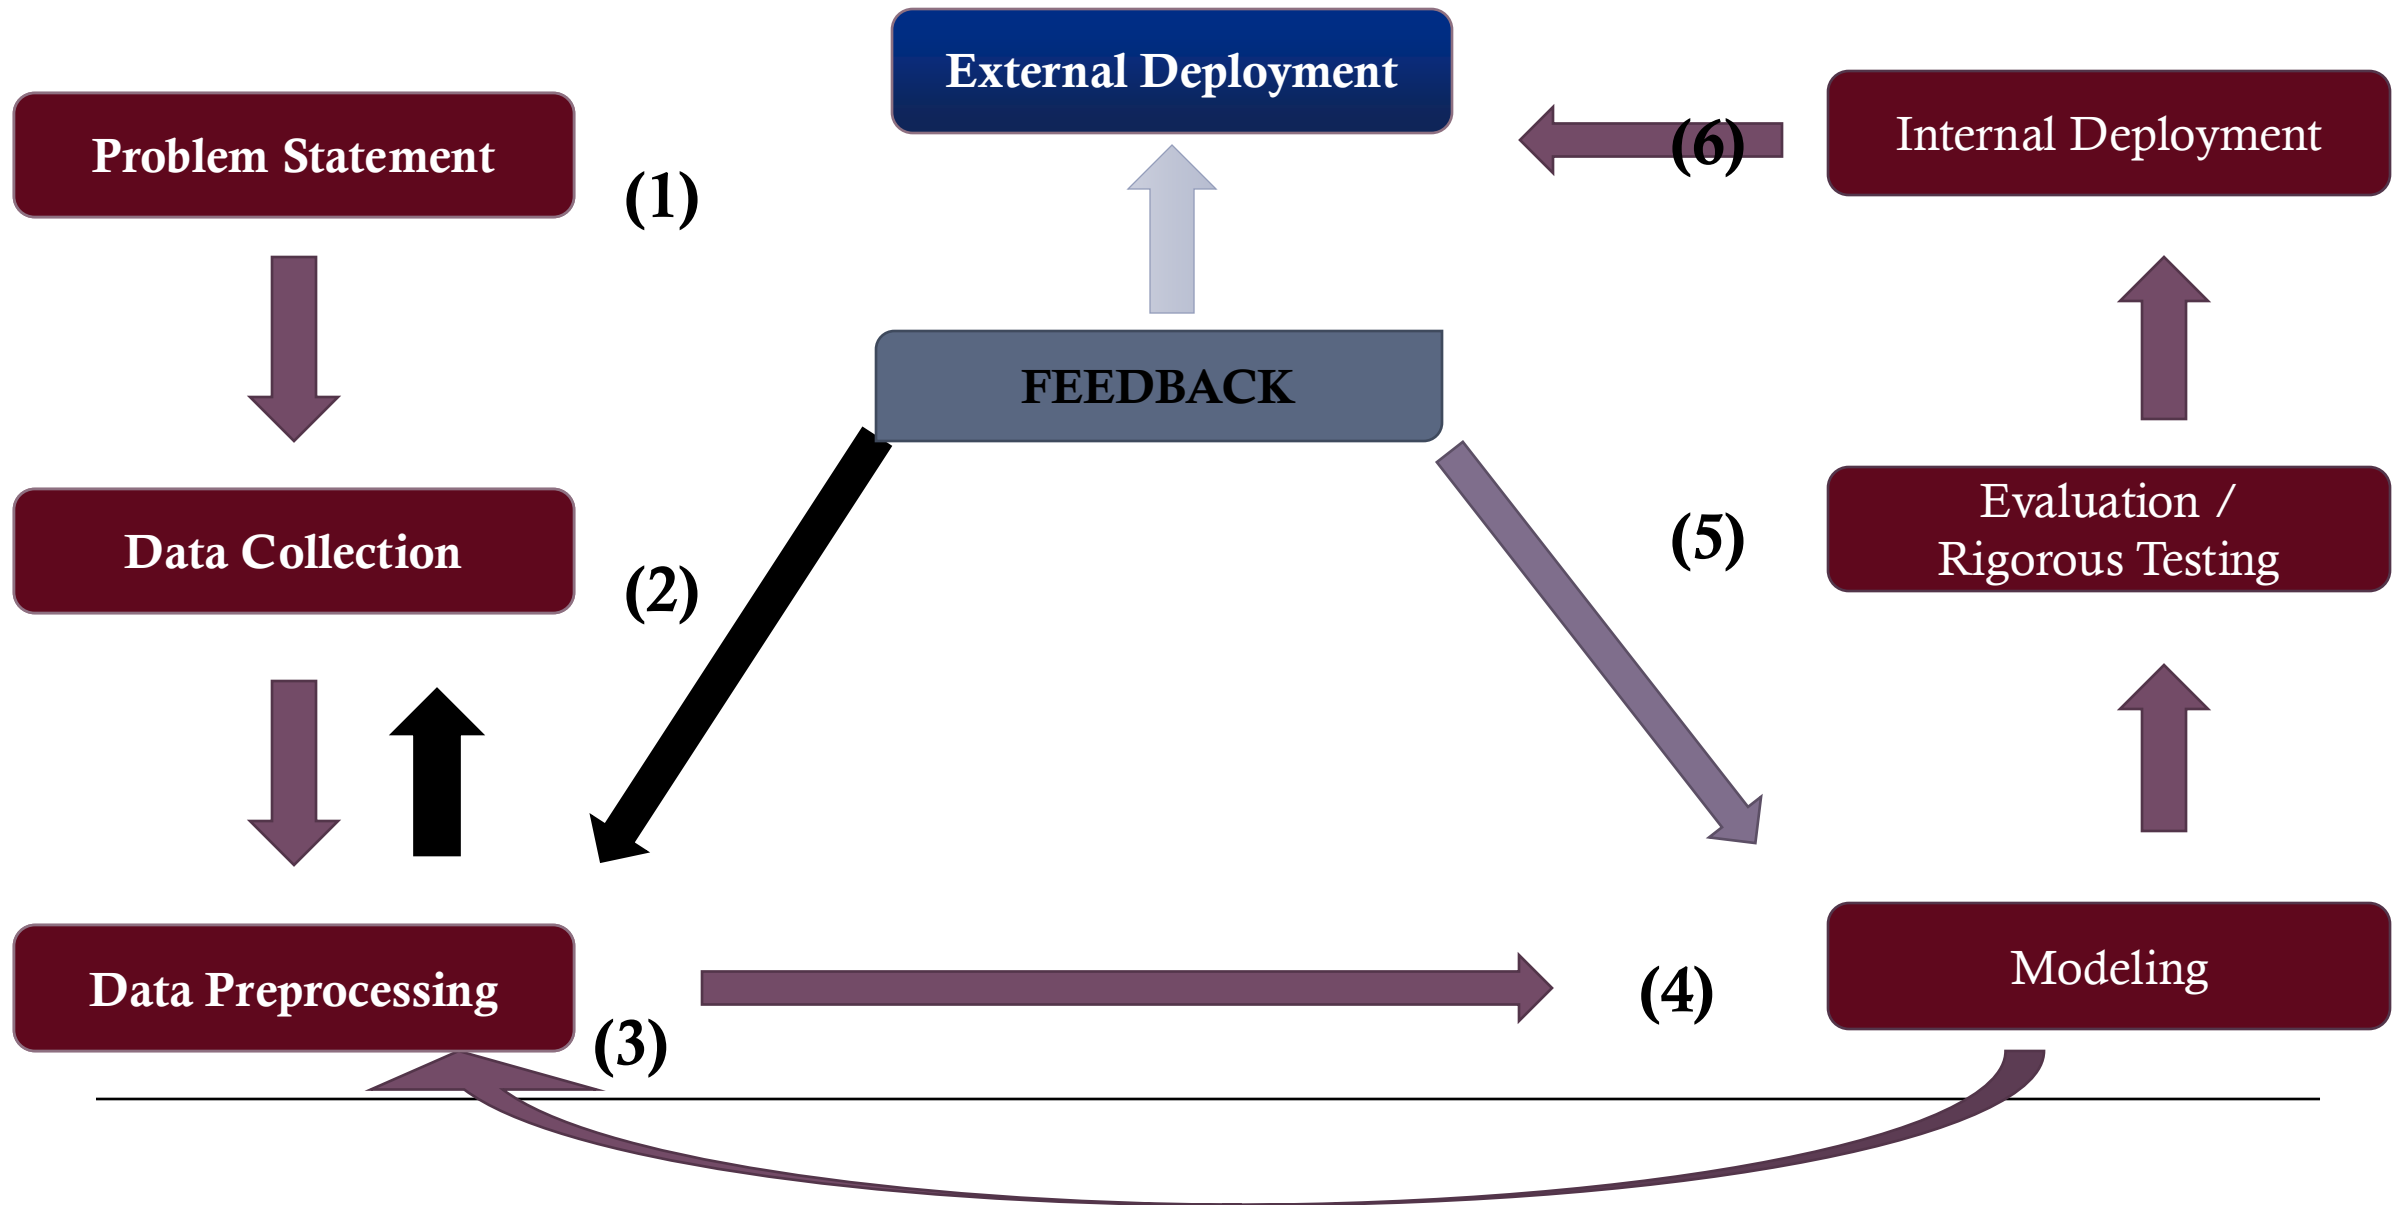 External Deployment
Problem Statement
(1)
(6)
Internal Deployment
FEEDBACK
Data Collection
(2)
(5)
Evaluation /
Rigorous Testing
Data Preprocessing
(3)
(4)
Modeling